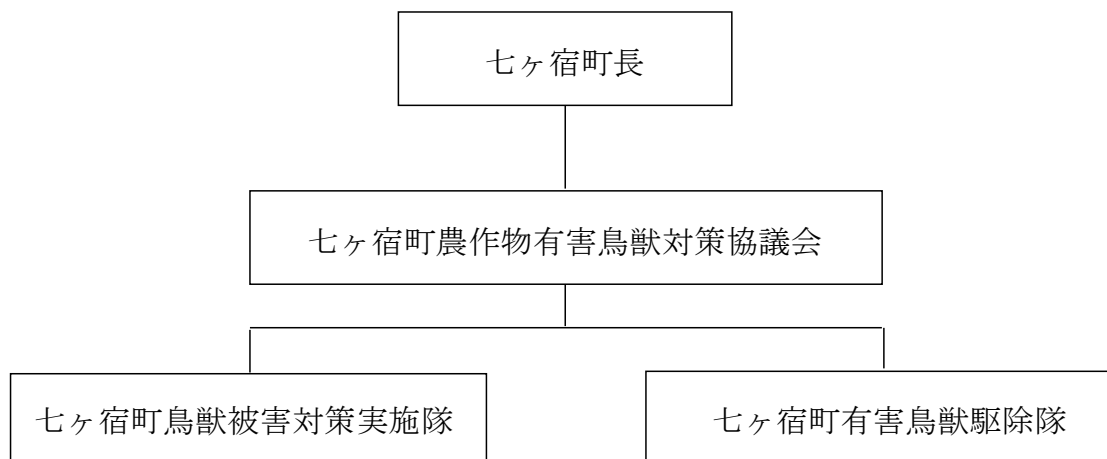 七ヶ宿町長
七ヶ宿町農作物有害鳥獣対策協議会
七ヶ宿町鳥獣被害対策実施隊
七ヶ宿町有害鳥獣駆除隊